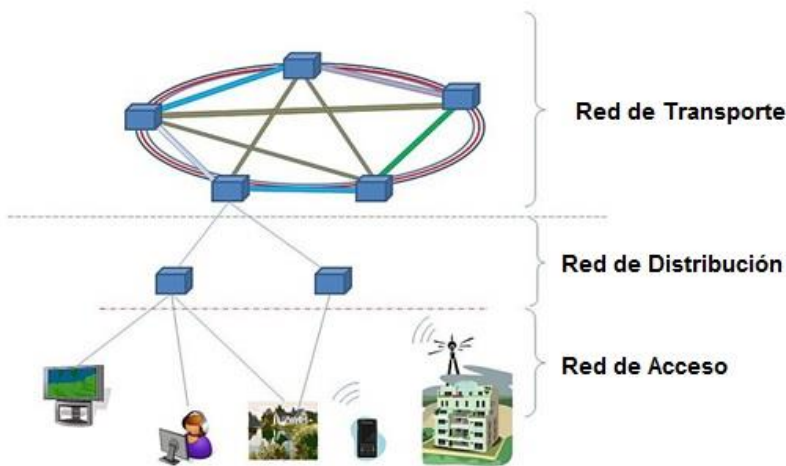 Red de Transporte
Red de Distribución
Red de Acceso